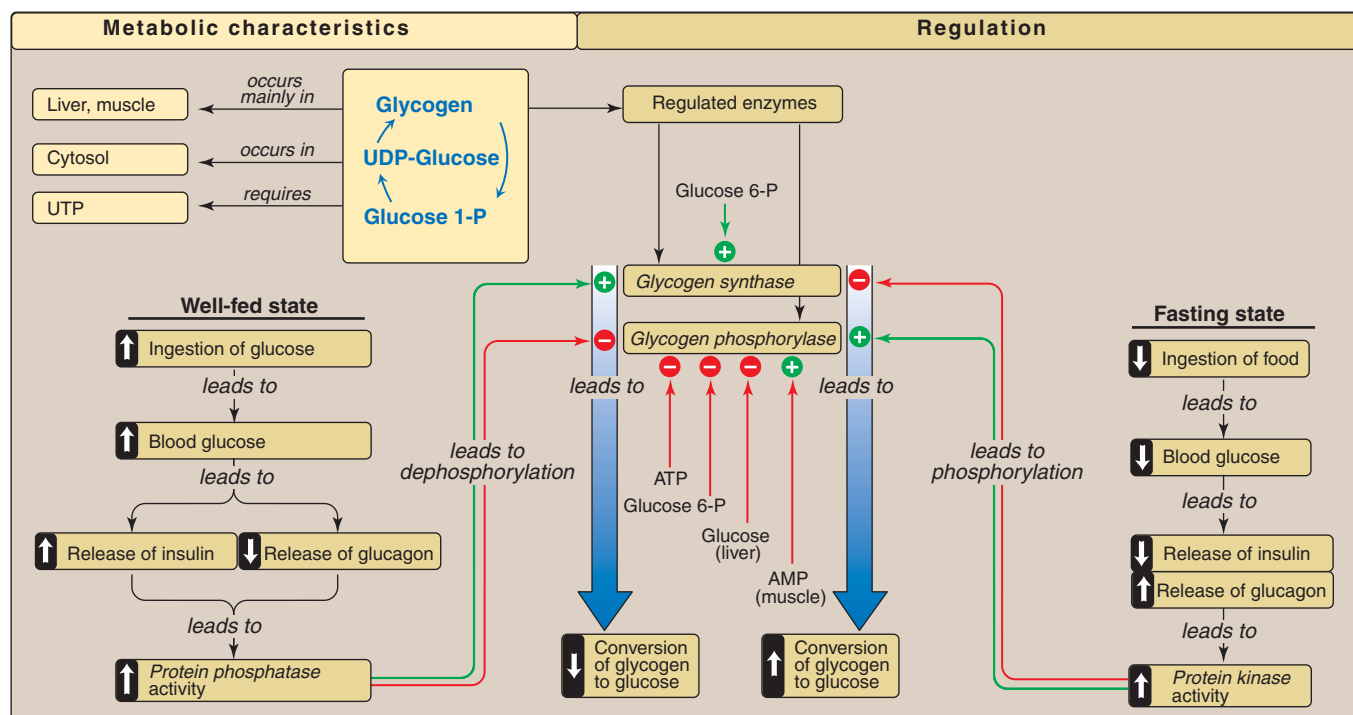 Metabolic characteristics
Regulation
occurs
mainly in
Liver, muscle
Glycogen
Regulated enzymes
occurs in
Cytosol
UDP-Glucose
requires
UTP
Glucose 1-P
Glucose 6-P
+
Glycogen synthase
+
−
Glycogen phosphorylase
−
+
− − − +
Well-fed state
Ingestion of glucose
leads to
Blood glucose
leads to
Release of insulin
Release of glucagon
leads to
Protein phosphatase
activity
leads to
dephosphorylation
leads to
leads to
ATP
Glucose 6-P
Glucose
(liver)
AMP
(muscle)
Conversion
of glycogen
to glucose
Conversion
of glycogen
to glucose
leads to
phosphorylation
Fasting state
Ingestion of food
leads to
Blood glucose
leads to
Release of insulin
Release of glucagon
leads to
Protein kinase
activity